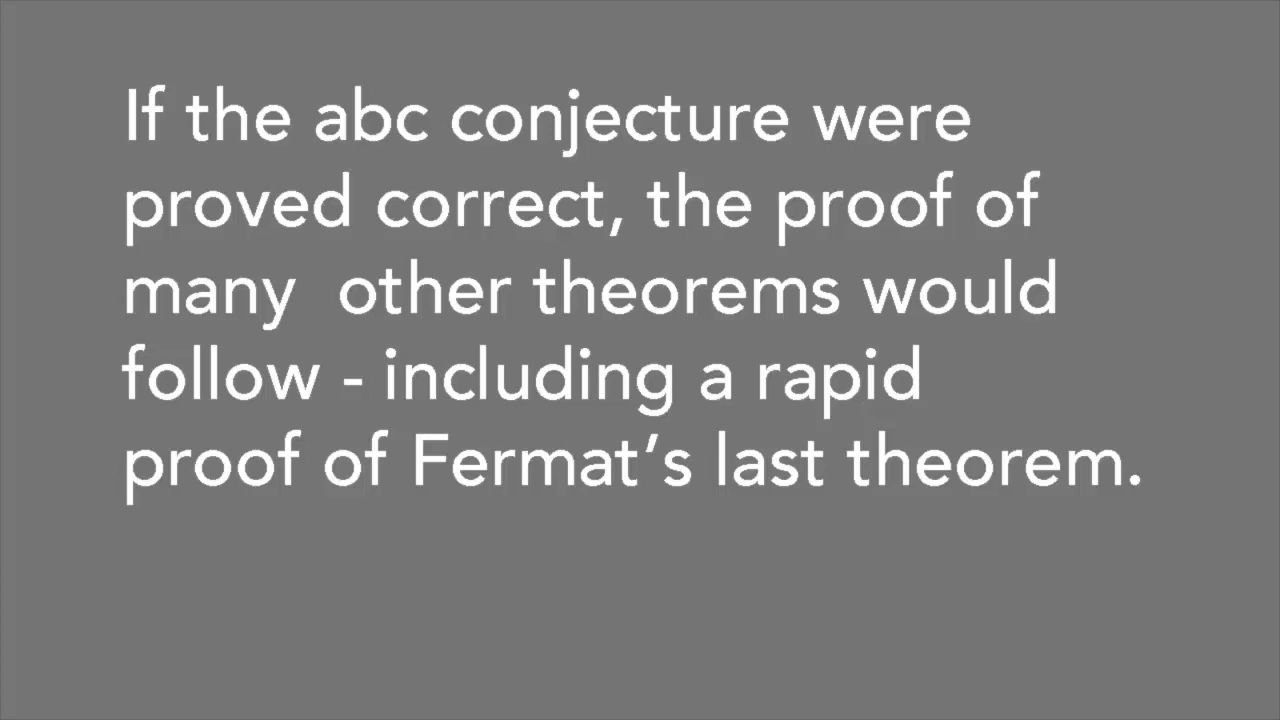 If the abc conjecture were
proved correct, the proof of
many  other theorems would
follow - including a rapid
proof of Fermat’s last theorem.